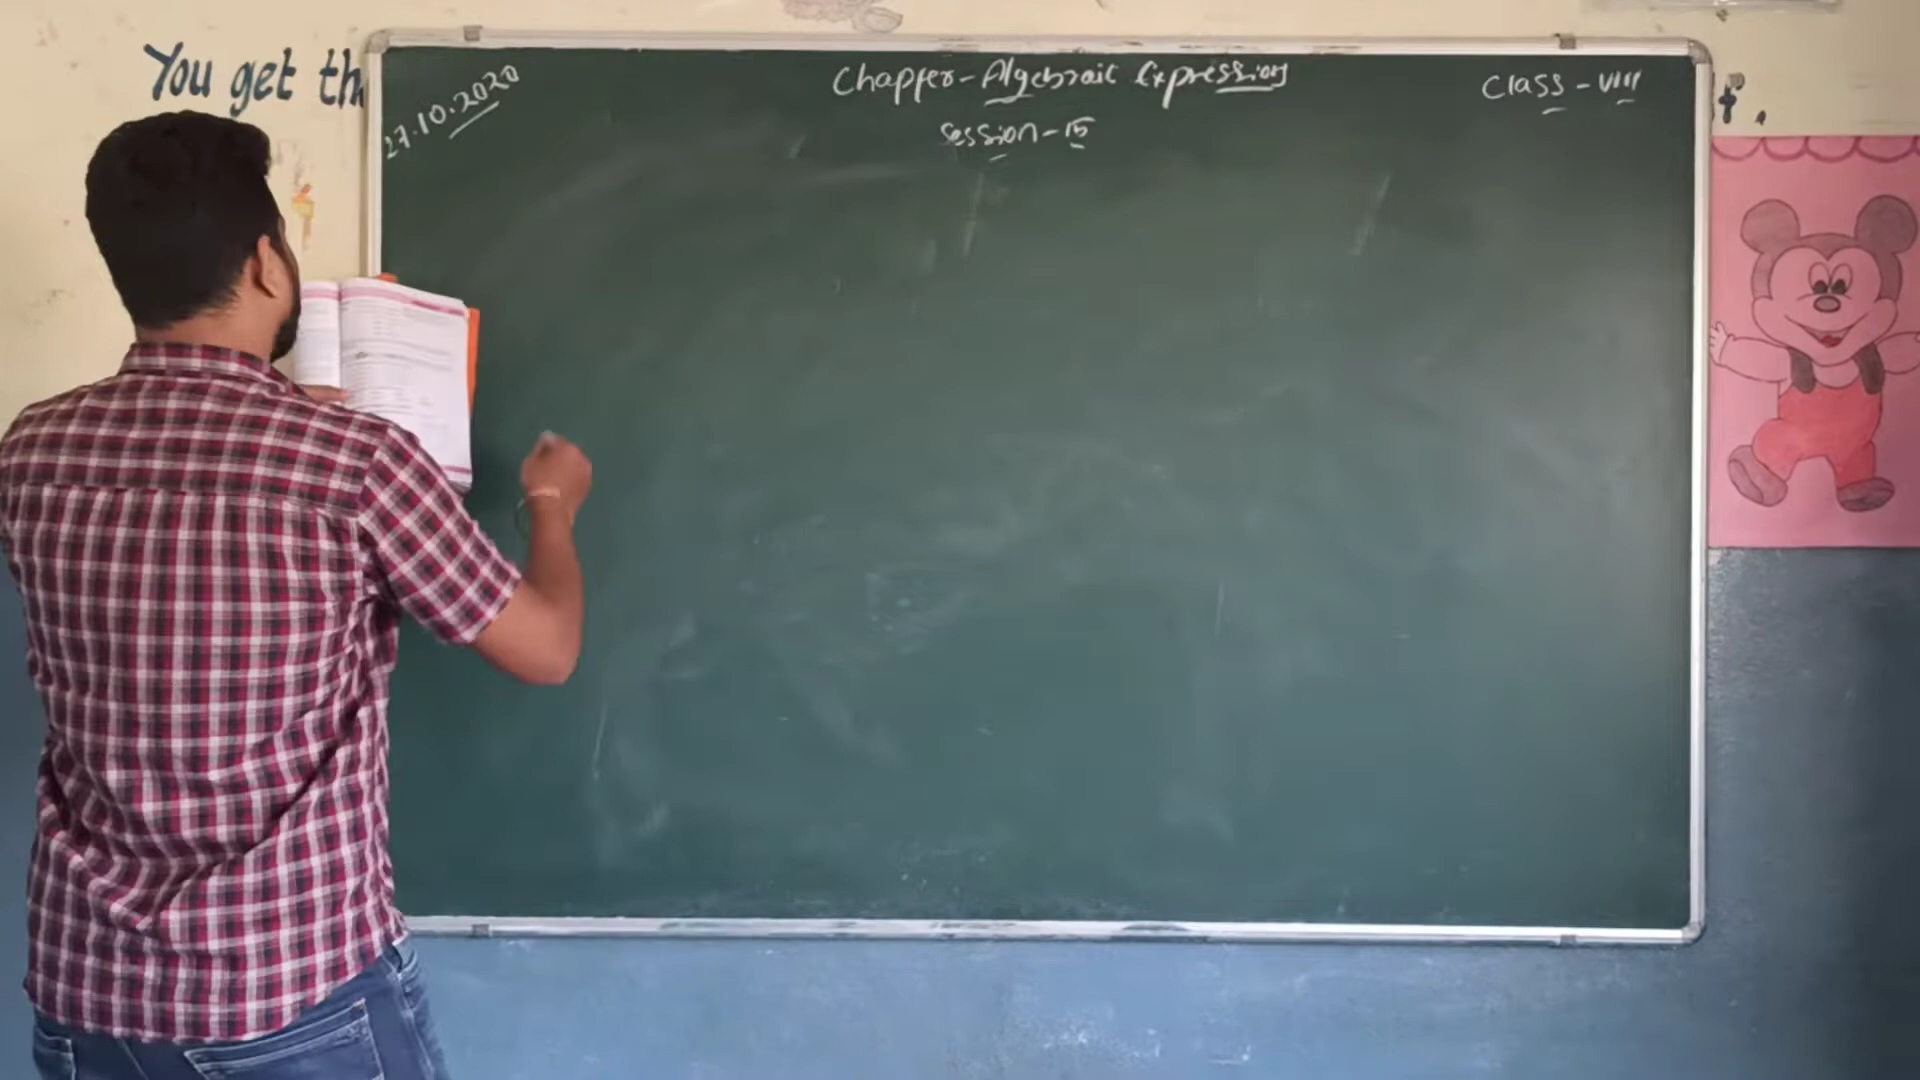 You get th
27.10.2020
Chapter-Algebraic Expressions
Class-VIII
Session-15